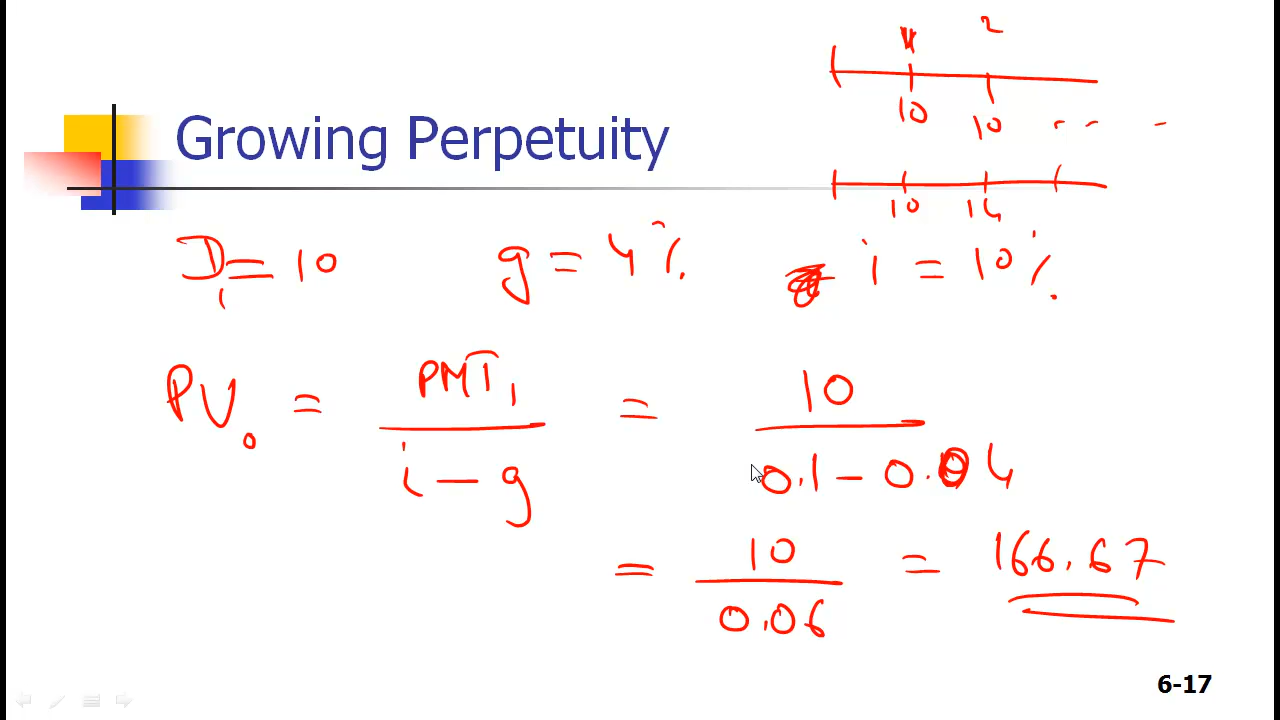 2
10 10 - - -
Growing Perpetuity
10 14
D₁ = 10 g = 4% i = 10%
PV₀ = PMT₁ / i - g = 10 / 0.1 - 0.04
= 10 / 0.06 = 166.67
6-17